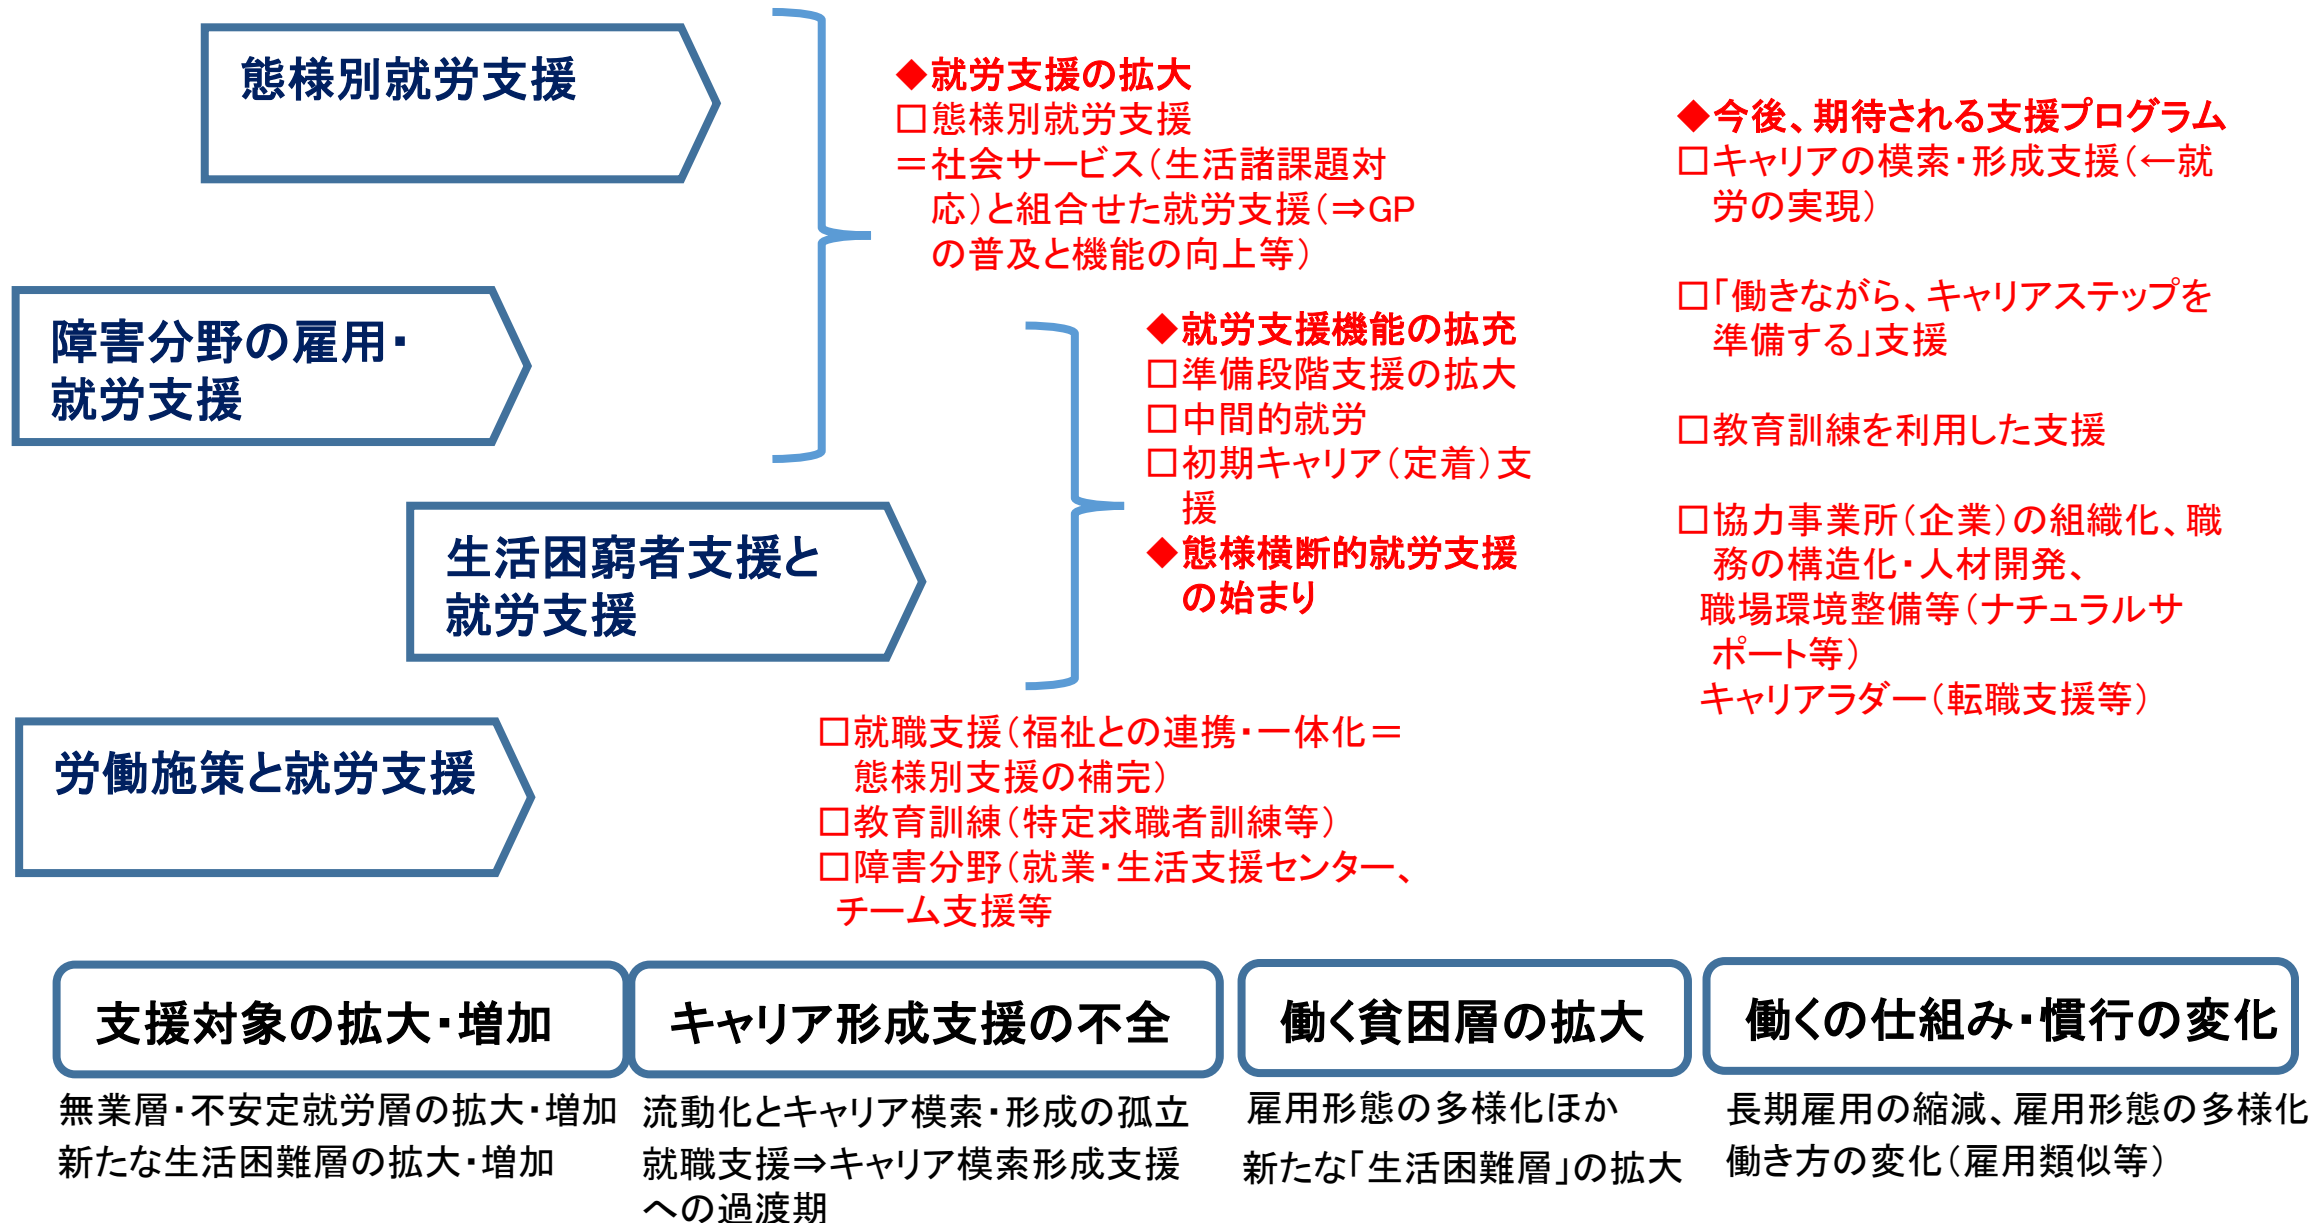 態様別就労支援
障害分野の雇用・
就労支援
生活困窮者支援と
就労支援
労働施策と就労支援
◆就労支援の拡大
□態様別就労支援
＝社会サービス（生活諸課題対
応）と組合せた就労支援（⇒GP
の普及と機能の向上等）
◆就労支援機能の拡充
□準備段階支援の拡大
□中間的就労
□初期キャリア（定着）支
援
◆態様横断的就労支援
の始まり
□就職支援（福祉との連携・一体化＝
態様別支援の補完）
□教育訓練（特定求職者訓練等）
□障害分野（就業・生活支援センター、
チーム支援等
◆今後、期待される支援プログラム
□キャリアの模索・形成支援（←就
労の実現）
□「働きながら、キャリアステップを
準備する」支援
□教育訓練を利用した支援
□協力事業所（企業）の組織化、職
務の構造化・人材開発、
職場環境整備等（ナチュラルサ
ポート等）
キャリアラダー（転職支援等）
支援対象の拡大・増加
無業層・不安定就労層の拡大・増加
新たな生活困難層の拡大・増加
キャリア形成支援の不全
流動化とキャリア模索・形成の孤立
就職支援⇒キャリア模索形成支援
への過渡期
働く貧困層の拡大
雇用形態の多様化ほか
新たな「生活困難層」の拡大
働くの仕組み・慣行の変化
長期雇用の縮減、雇用形態の多様化
働き方の変化（雇用類似等）